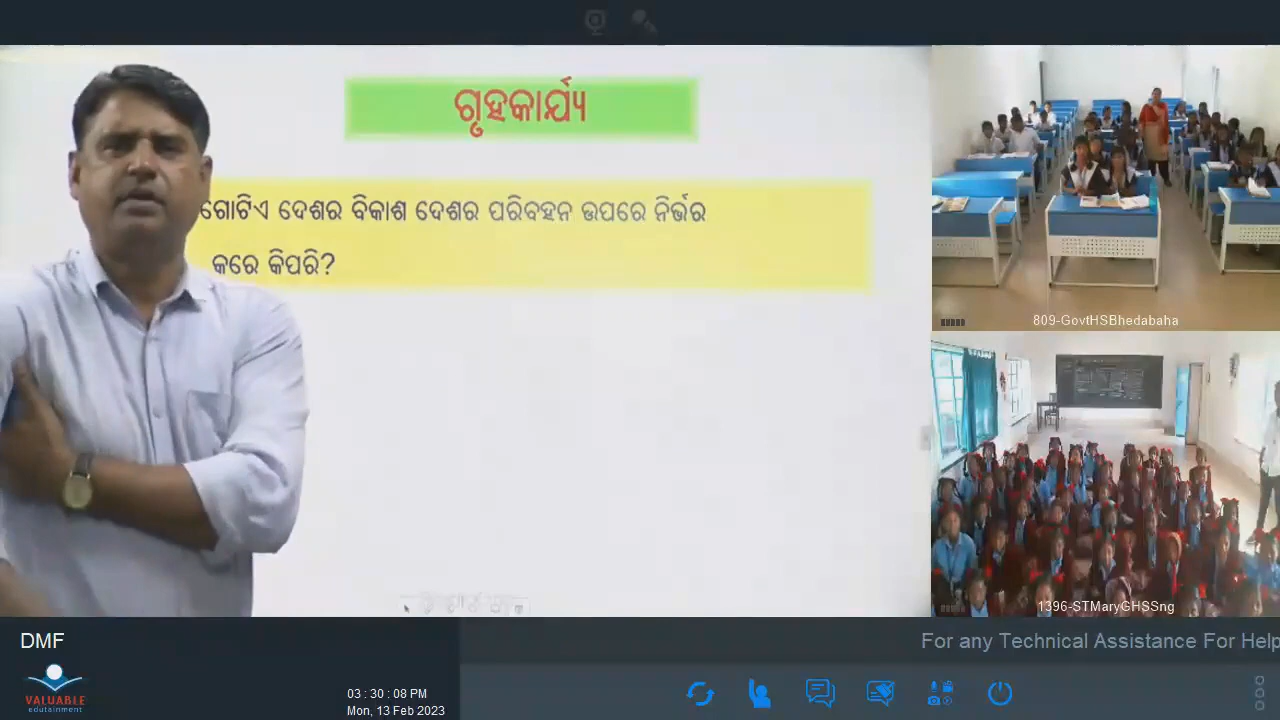 ଗୃହକାର୍ଯ୍ୟ
ଗୋଟିଏ ଦେଶର ବିକାଶ ଦେଶର ପରିବହନ ଉପରେ ନିର୍ଭର
କରେ କିପରି?
809-GovtHSBhedabaha
1396-STMaryGHSSng
DMF
For any Technical Assistance For Help
VALUABLE
edutainment
03 : 30 : 08 PM
Mon, 13 Feb 2023